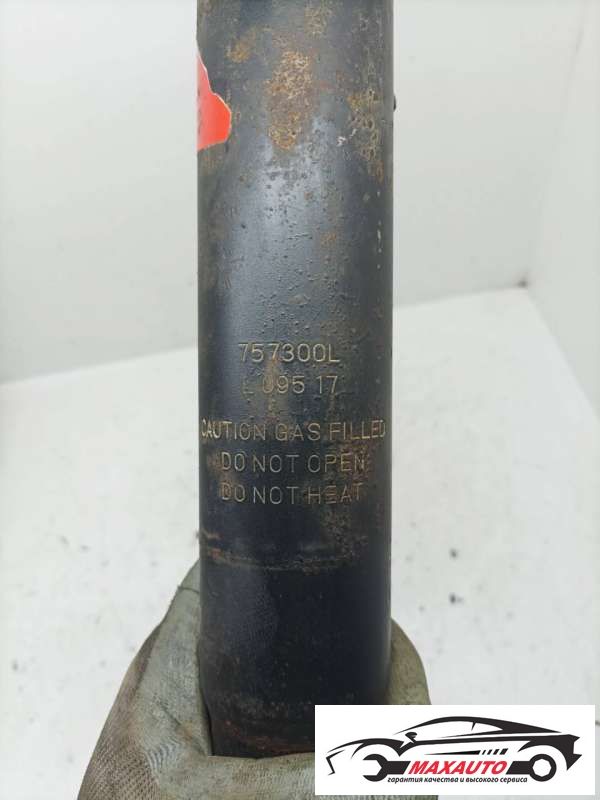 757300L
L 095 17
CAUTION GAS FILLED
DO NOT OPEN
DO NOT HEAT
MAXAUTO
гарантия качества и высокого сервиса